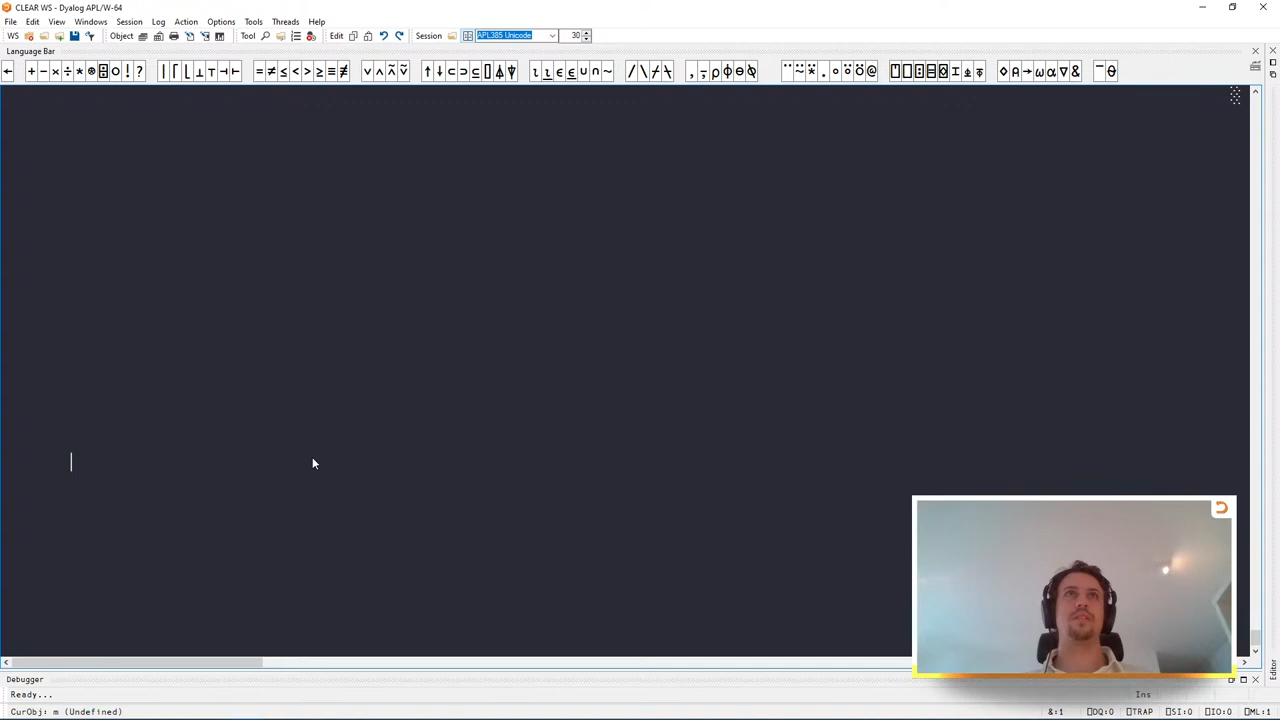 CLEAR WS - Dyalog APL/W-64
File Edit View Windows Session Log Action Options Tools Threads Help
WS Object Tool Edit Session APL385 Unicode 30
Language Bar
← + - × ÷ * ⍟ ⌹ ○ ! ? | ⌈ ⌊ ⊥ ⊤ ⊣ ⊢ = ≠ ≤ < > ≥ ≡ ≢ ∨ ∧ ⍲ ⍱ ↑ ↓ ⊂ ⊃ ⊆ ⌷ ⍋ ⍒ ⍳ ⍸ ∊ ⍷ ∪ ∩ ~ / \ ⌿ ⍀ , ⍪ ⍴ ⌽ ⊖ ⍉ ¨ ⍨ ⍣ . ∘ ⍤ ⍥ @ ⍞ ⎕ ⍠ ⌸ ⌺ ⌶ ⍎ ⍕ ⋄ ⍝ → ⍵ ⍺ ∇ & ¯ ⍬
Editor
Debugger
Ready...
Ins
CurObj: m (Undefined)
&:1 ⎕DQ:0 ⎕TRAP ⎕SI:0 ⎕IO:0 ⎕ML:1